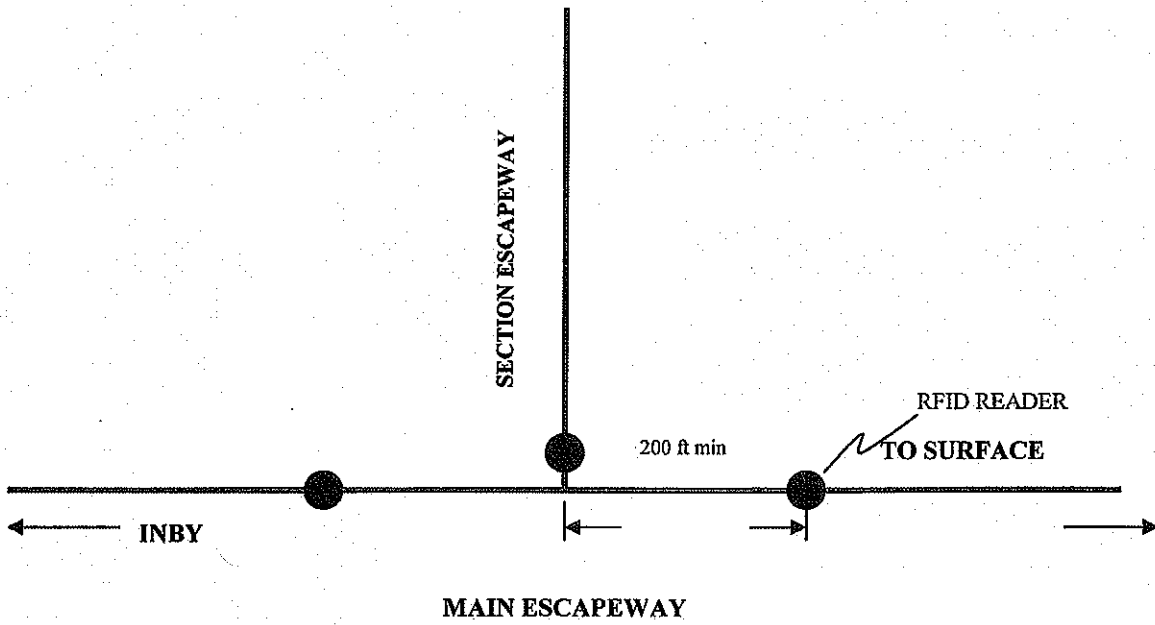 SECTION ESCAPEWAY
RFID READER
200 ft min
TO SURFACE
INBY
MAIN ESCAPEWAY